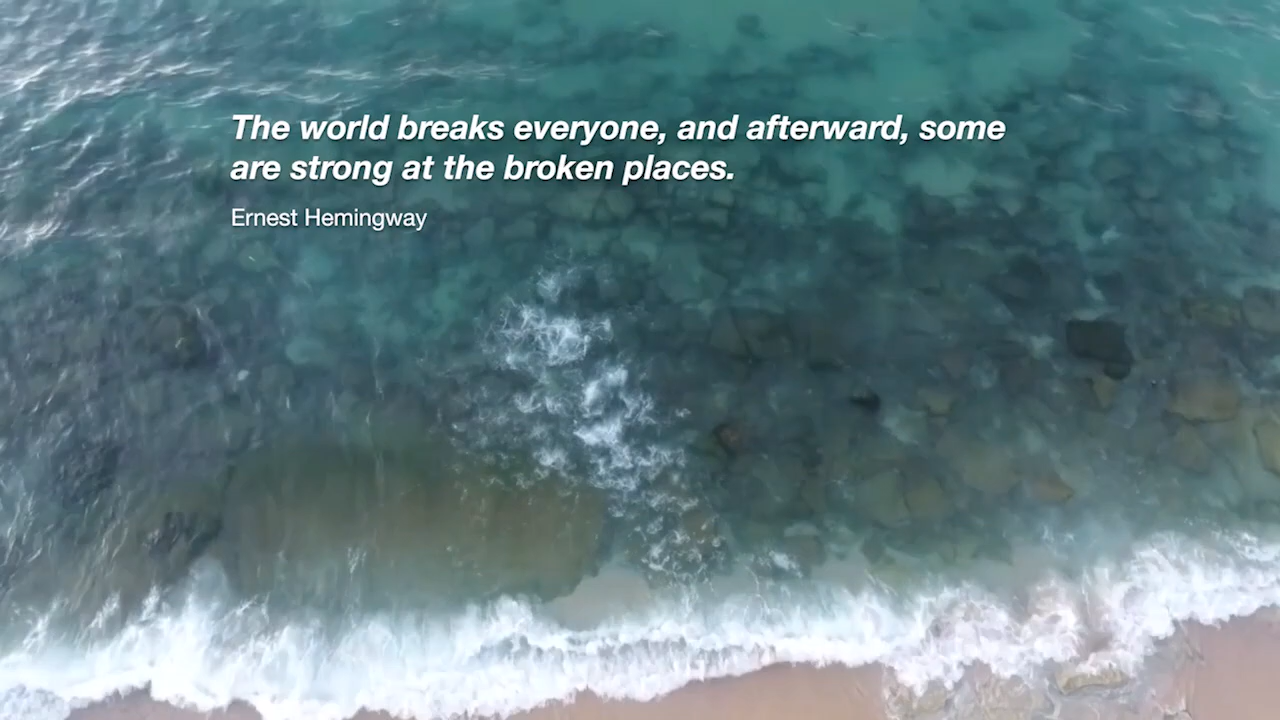 The world breaks everyone, and afterward, some
are strong at the broken places.
Ernest Hemingway